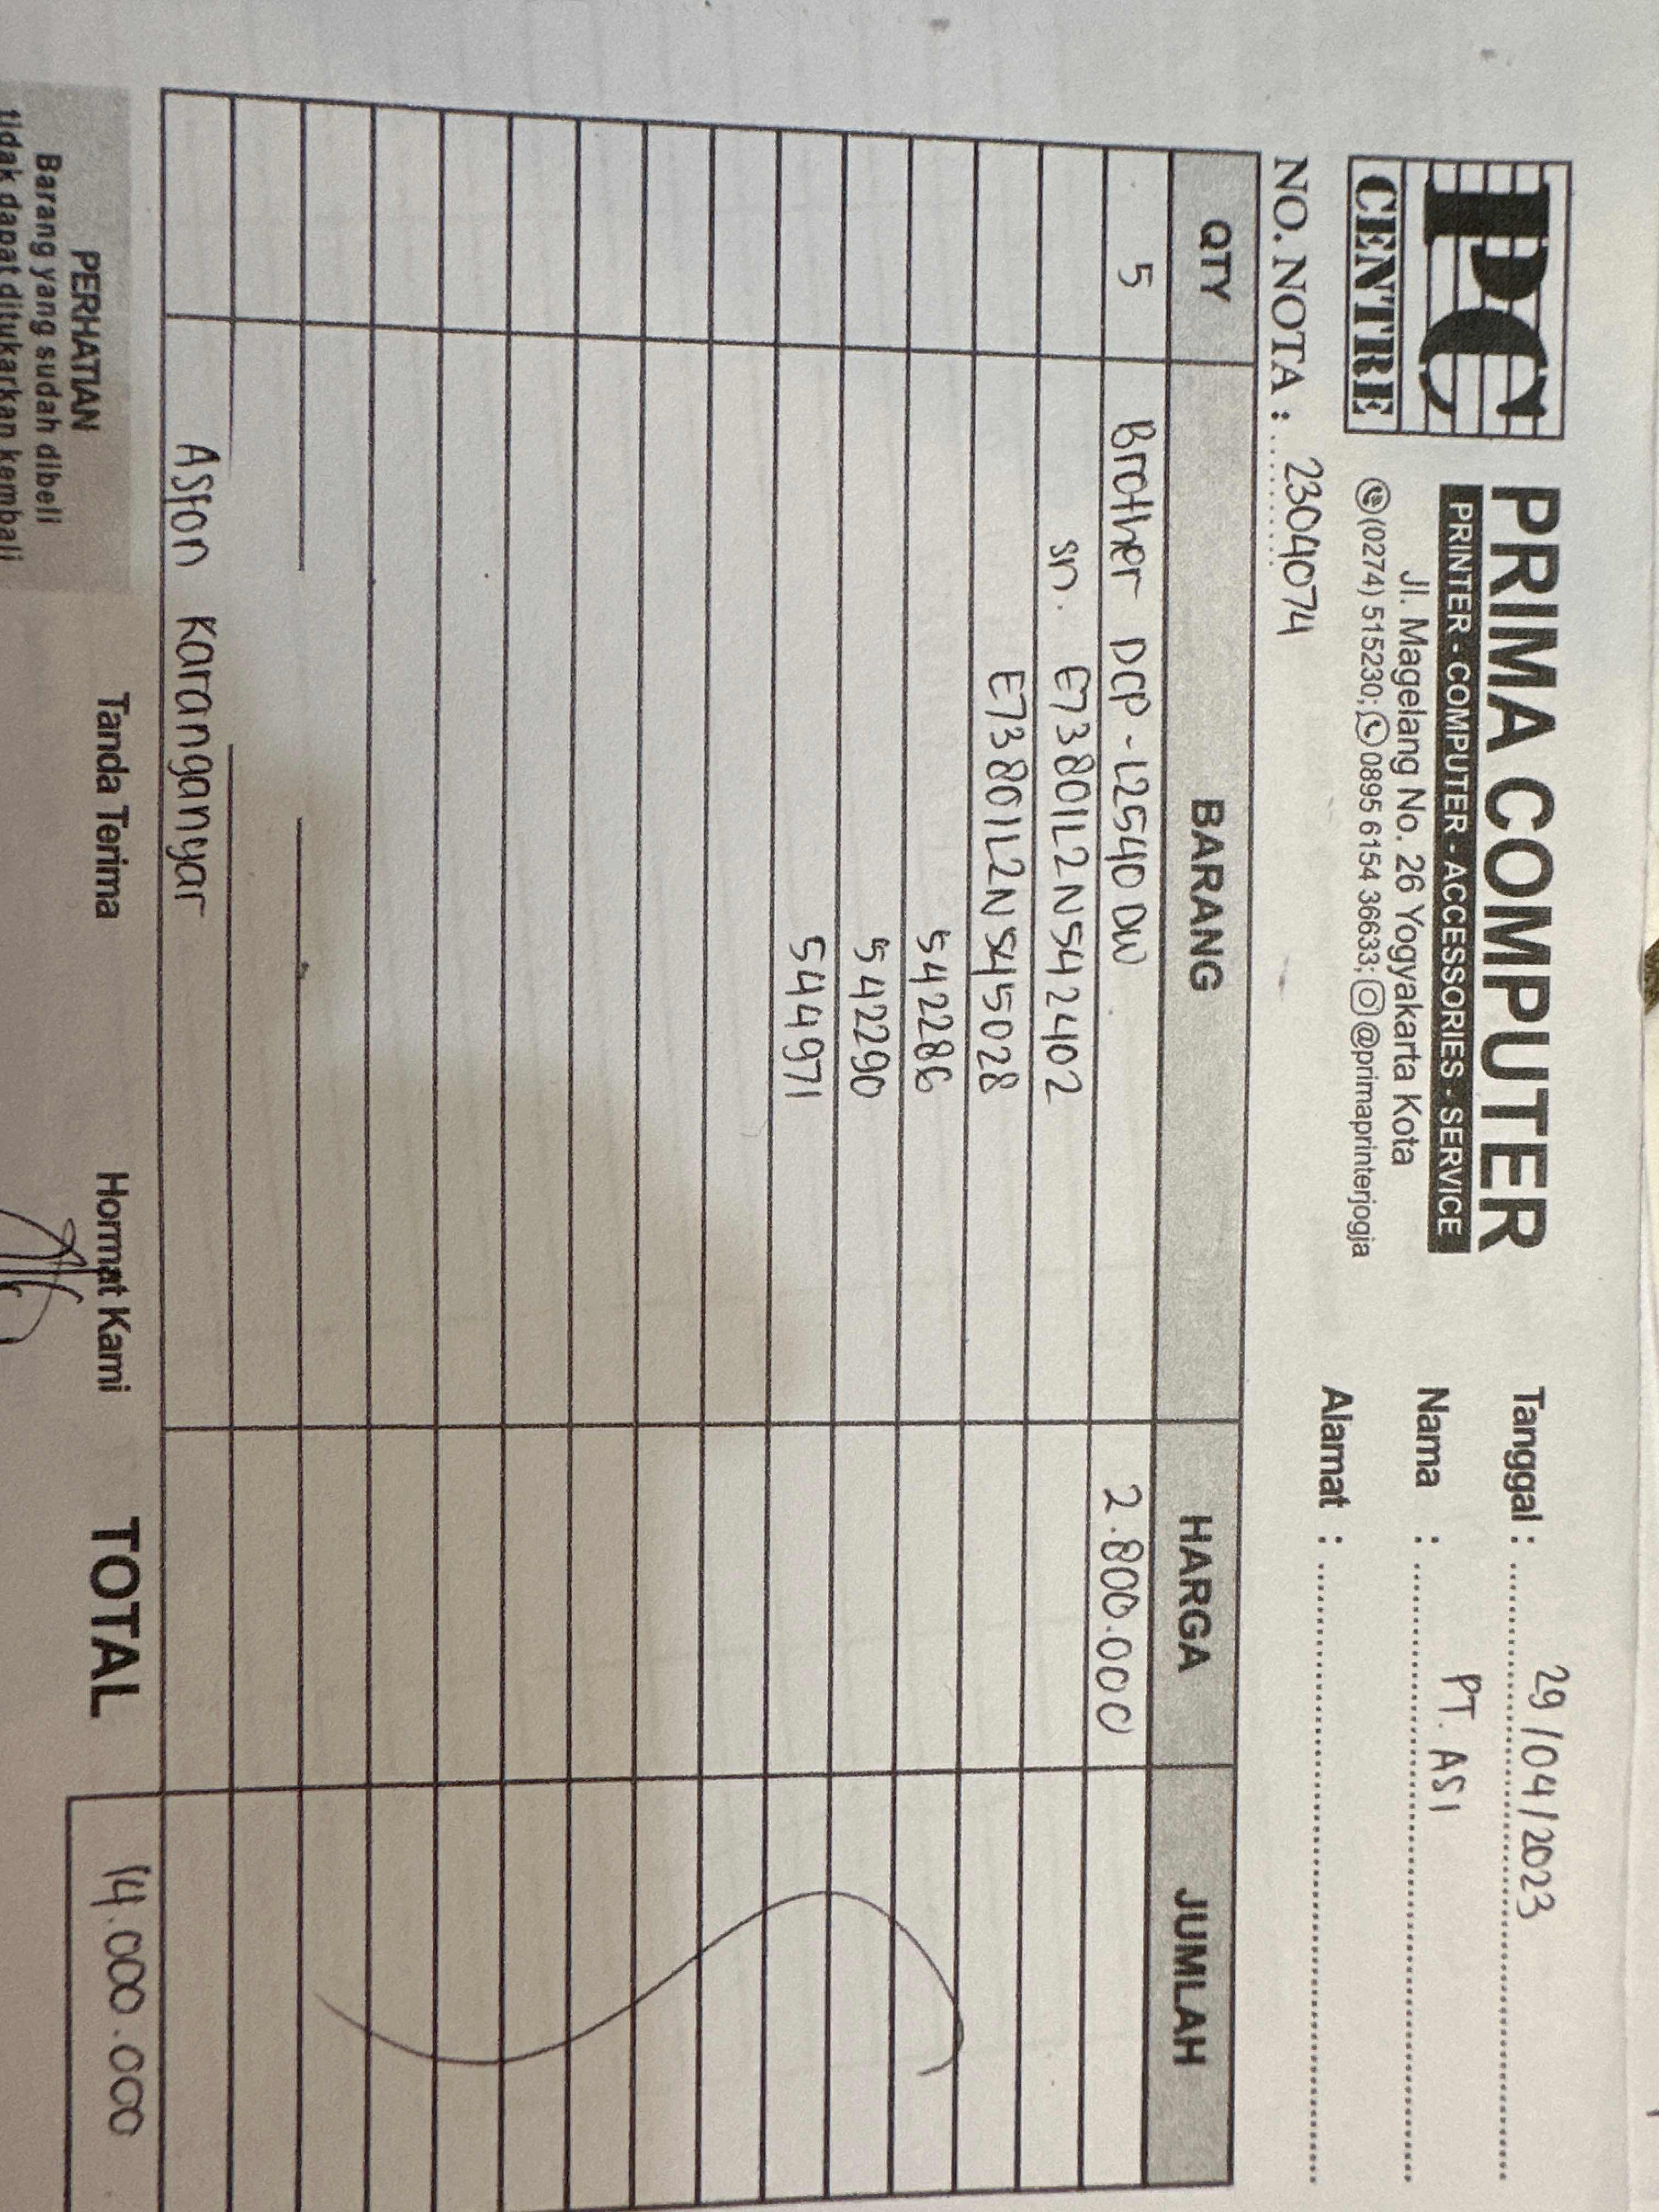 PC
CENTRE
PRIMA COMPUTER
PRINTER - COMPUTER - ACCESSORIES - SERVICE
Jl. Magelang No. 26 Yogyakarta Kota
(0274) 515230; 0895 6154 36633; @primaprinterjogja
Tanggal : 29/04/2023
Nama : PT. ASI
Alamat :
NO. NOTA : 2304074
QTY BARANG HARGA JUMLAH
5 Brother DCP-L2540DW 2.800.000
sn. E73801L2N542402
E73801L2N545028
542286
542290
544971
Aston Karanganyar
PERHATIAN
Barang yang sudah dibeli
tidak dapat ditukarkan kembali
Tanda Terima
Hormat Kami
TOTAL 14.000.000